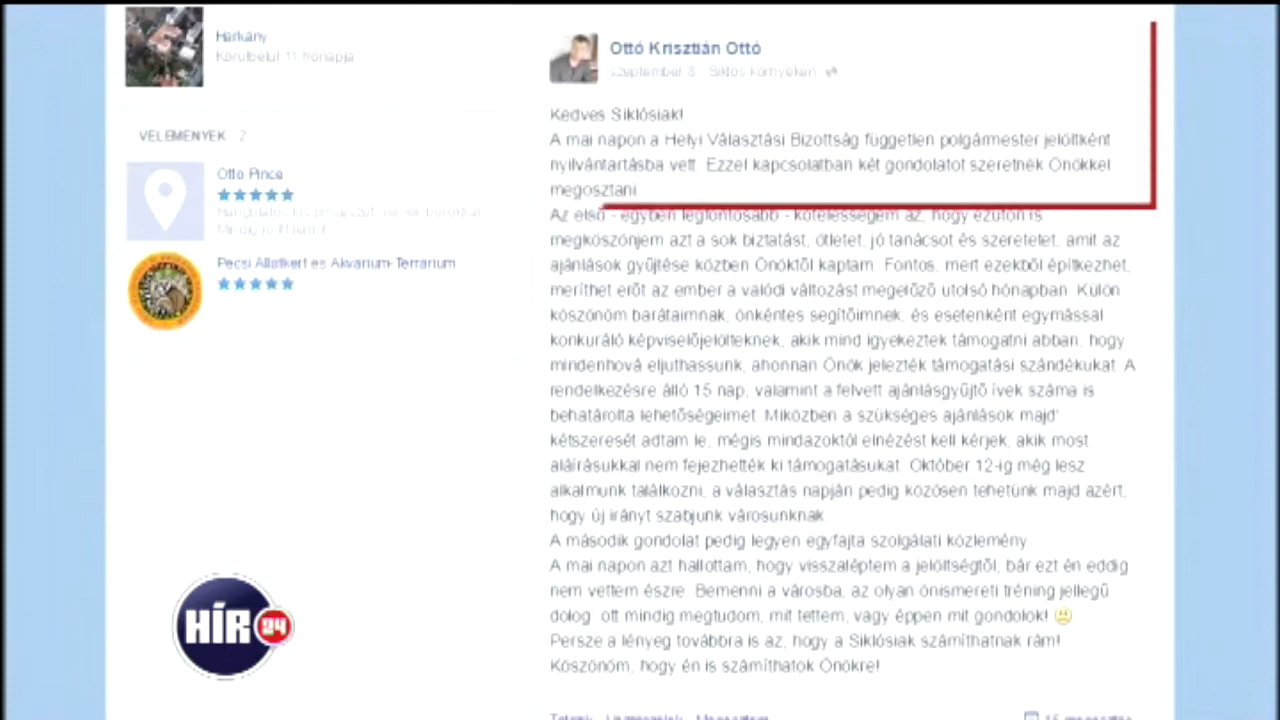 Harkány
Körülbelül 11 hónapja
VÉLEMÉNYEK 2
Ottó Pince
Pécsi Állatkert és Akvárium-Terrárium
Ottó Krisztián Ottó
szeptember 8. · Siklós környékén
Kedves Siklósiak!
A mai napon a Helyi Választási Bizottság független polgármester jelöltként
nyilvántartásba vett. Ezzel kapcsolatban két gondolatot szeretnék Önökkel
megosztani.
Az első - egyben legfontosabb - kötelességem az, hogy ezúton is
megköszönjem azt a sok biztatást, ötletet, jó tanácsot és szeretetet, amit az
ajánlások gyűjtése közben Önöktől kaptam. Fontos, mert ezekből építkezhet,
meríthet erőt az ember a valódi változást megelőző utolsó hónapban. Külön
köszönöm barátaimnak, önkéntes segítőimnek, és esetenként egymással
konkuráló képviselőjelölteknek, akik mind igyekeztek támogatni abban, hogy
mindenhová eljuthassunk, ahonnan Önök jelezték támogatási szándékukat. A
rendelkezésre álló 15 nap, valamint a felvett ajánlásgyűjtő ívek száma is
behatárolta lehetőségeimet. Miközben a szükséges ajánlások majd'
kétszeresét adtam le, mégis mindazoktól elnézést kell kérjek, akik most
aláírásukkal nem fejezhették ki támogatásukat. Október 12-ig még lesz
alkalmunk találkozni, a választás napján pedig közösen tehetünk majd azért,
hogy új irányt szabjunk városunknak.
A második gondolat pedig legyen egyfajta szolgálati közlemény.
A mai napon azt hallottam, hogy visszaléptem a jelöltségtől, bár ezt én eddig
nem vettem észre. Bemenni a városba, az olyan önismereti tréning jellegű
dolog: ott mindig megtudom, mit tettem, vagy éppen mit gondolok!
Persze a lényeg továbbra is az, hogy a Siklósiak számíthatnak rám!
Köszönöm, hogy én is számíthatok Önökre!
HÍR 24